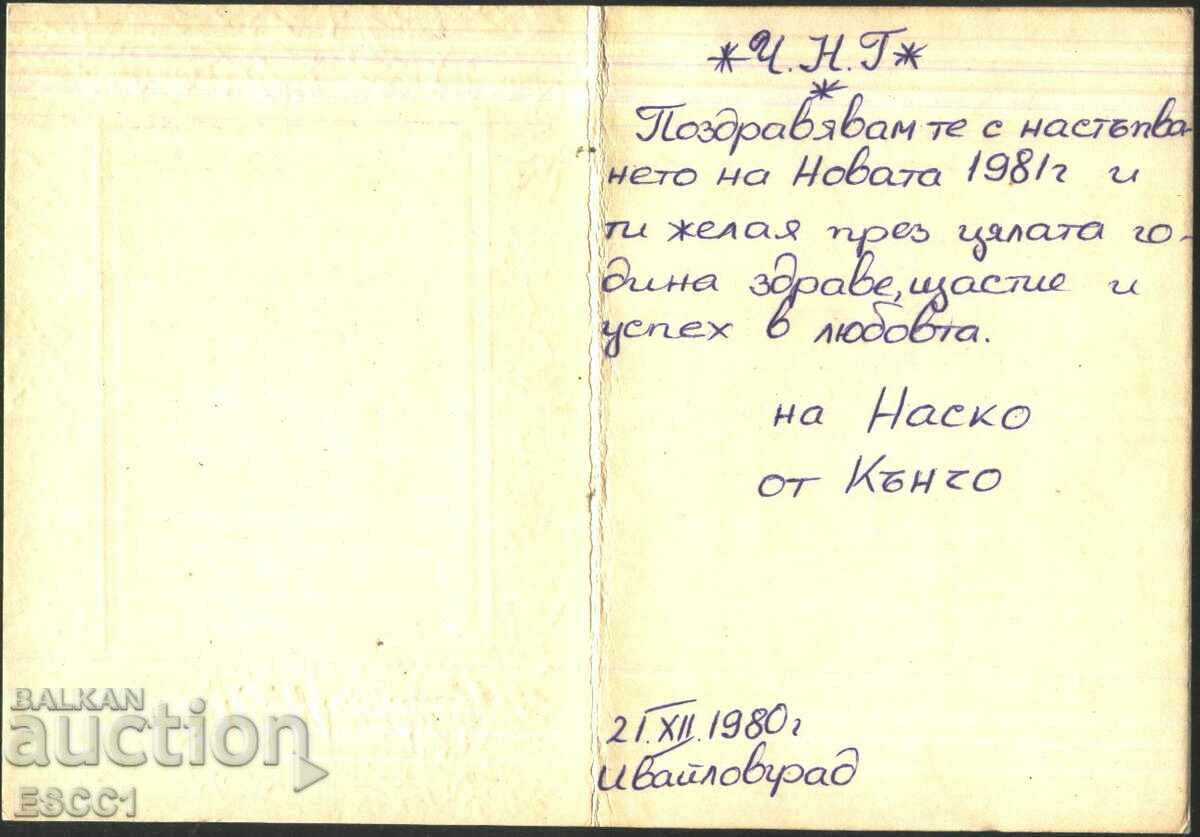 *Ч.Н.Г*
*
Поздравявам те с настъпва-
нето на Новата 1981г и
ти желая през цялата го-
дина здраве, щастие и
успех в любовта.
на Наско
от Кънчо
21.XII.1980г
Ивайловград
BALKAN
auction
ESCC1